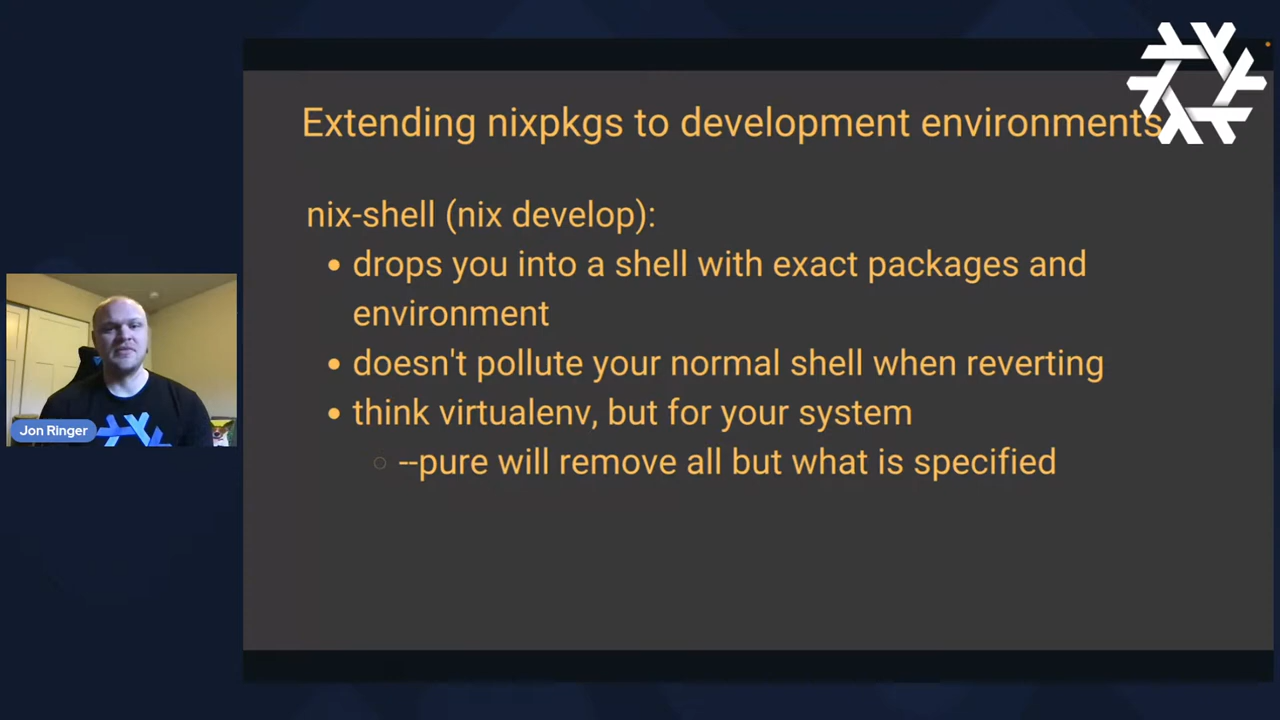 Extending nixpkgs to development environments
nix-shell (nix develop):
• drops you into a shell with exact packages and
environment
• doesn't pollute your normal shell when reverting
• think virtualenv, but for your system
○ --pure will remove all but what is specified
Jon Ringer